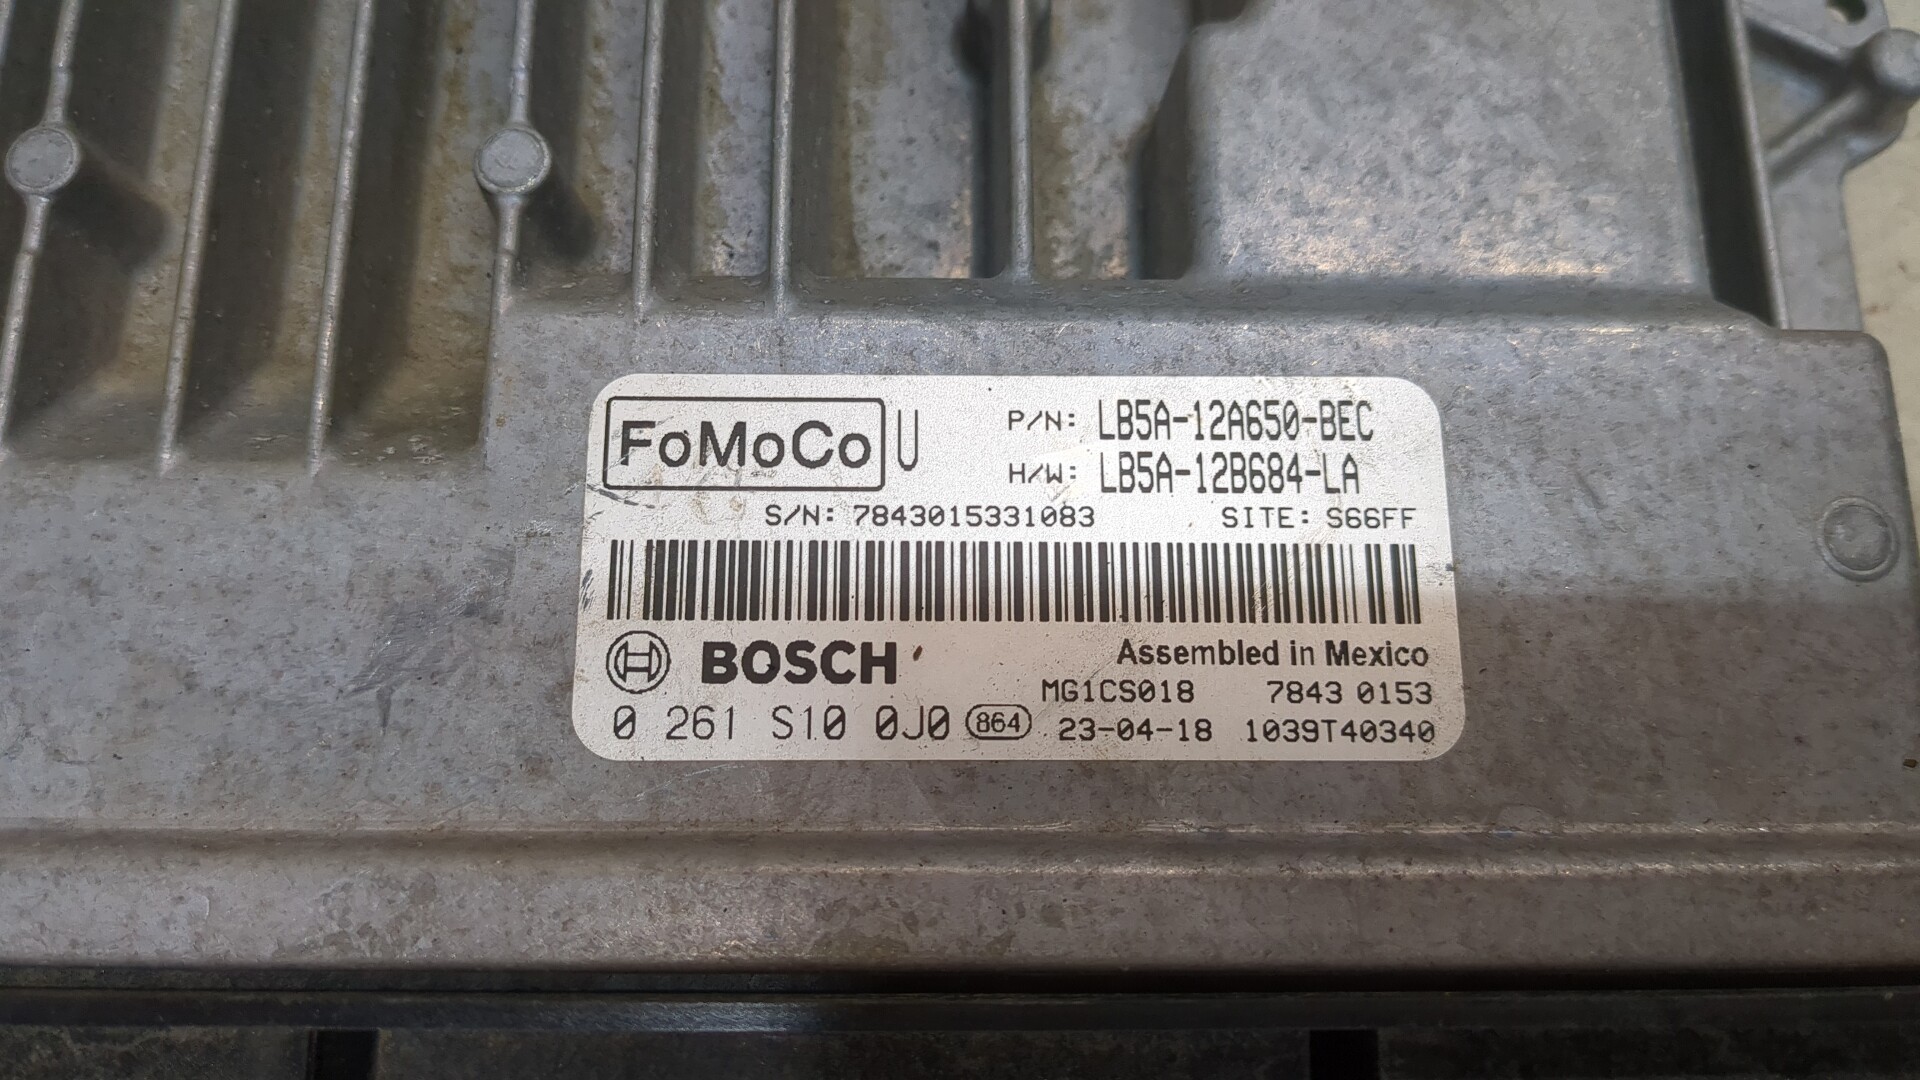 FoMoCo U P/N: LB5A-12A650-BEC
H/W: LB5A-12B684-LA
S/N: 7843015331083 SITE: S66FF
BOSCH Assembled in Mexico
MG1CS018 7843 0153
0 261 S10 0J0 864 23-04-18 1039T40340